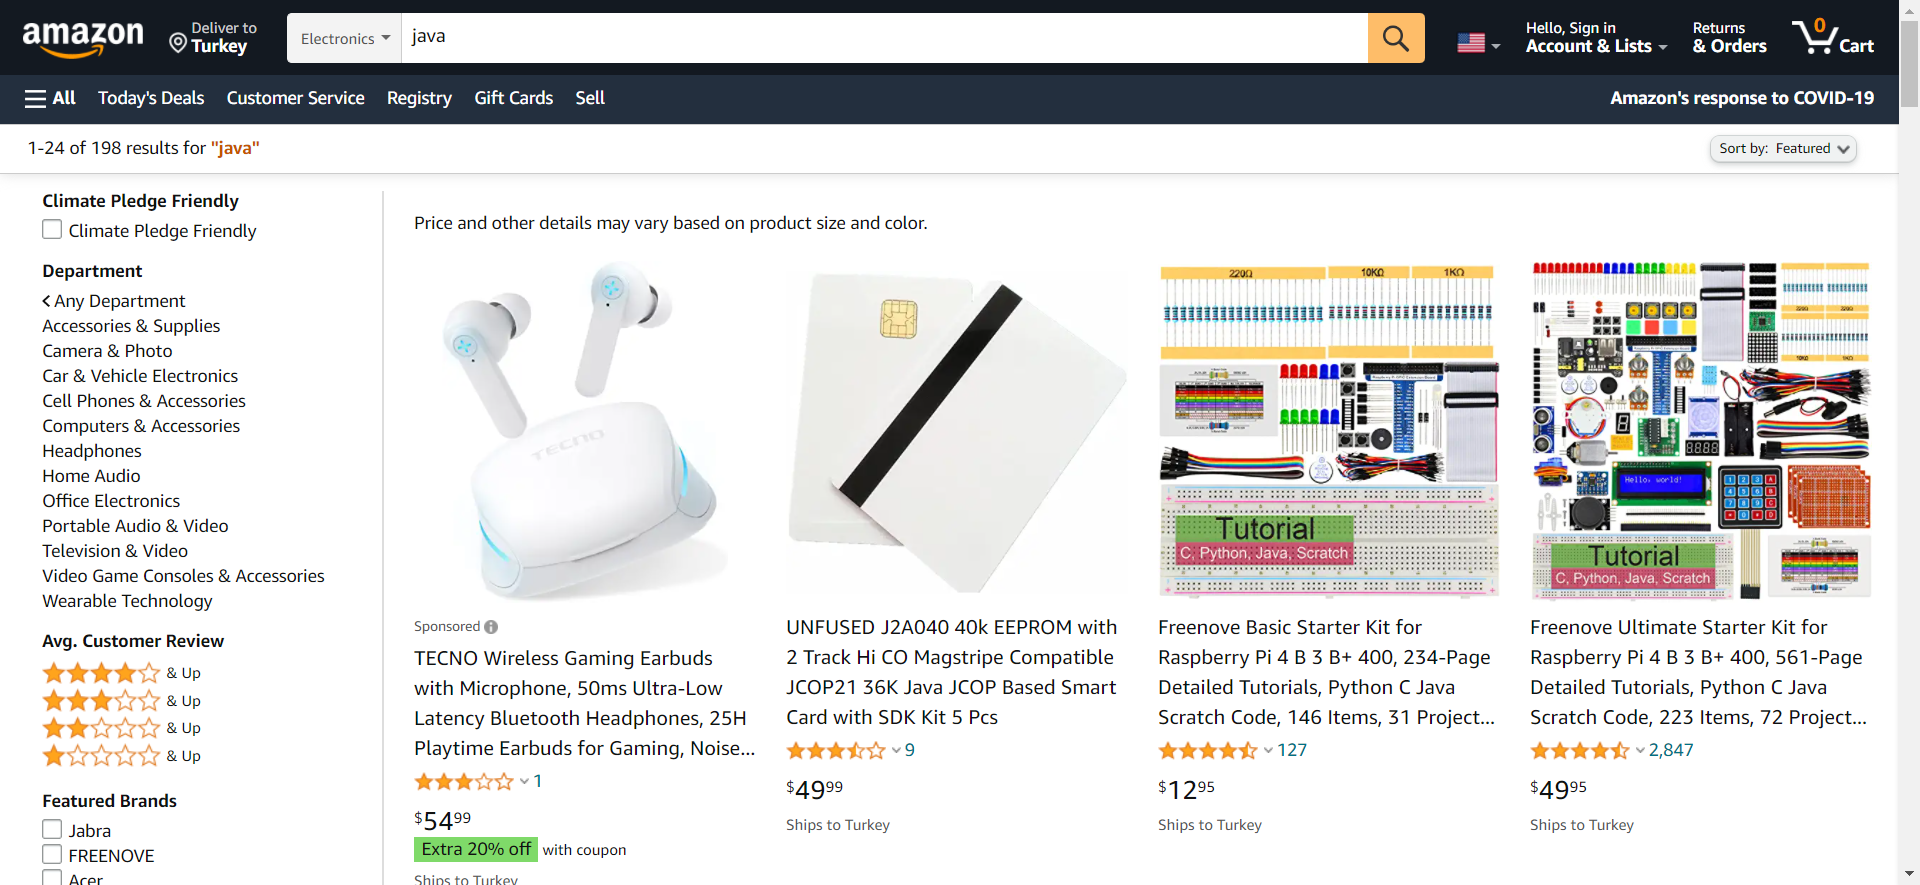 amazon
Deliver to
Turkey
Electronics
java
Hello, Sign in
Account & Lists
Returns
& Orders
0
Cart
All
Today's Deals
Customer Service
Registry
Gift Cards
Sell
Amazon's response to COVID-19
1-24 of 198 results for "java"
Sort by: Featured
Climate Pledge Friendly
Climate Pledge Friendly
Department
Any Department
Accessories & Supplies
Camera & Photo
Car & Vehicle Electronics
Cell Phones & Accessories
Computers & Accessories
Headphones
Home Audio
Office Electronics
Portable Audio & Video
Television & Video
Video Game Consoles & Accessories
Wearable Technology
Avg. Customer Review
& Up
& Up
& Up
& Up
Featured Brands
Jabra
FREENOVE
Acer
Price and other details may vary based on product size and color.
TECNO
Sponsored
TECNO Wireless Gaming Earbuds
with Microphone, 50ms Ultra-Low
Latency Bluetooth Headphones, 25H
Playtime Earbuds for Gaming, Noise...
1
$54.99
Extra 20% off with coupon
Ships to Turkey
UNFUSED J2A040 40k EEPROM with
2 Track Hi CO Magstripe Compatible
JCOP21 36K Java JCOP Based Smart
Card with SDK Kit 5 Pcs
9
$49.99
Ships to Turkey
220Ω
10KΩ
1KΩ
Tutorial
C, Python, Java, Scratch
Freenove Basic Starter Kit for
Raspberry Pi 4 B 3 B+ 400, 234-Page
Detailed Tutorials, Python C Java
Scratch Code, 146 Items, 31 Project...
127
$12.95
Ships to Turkey
Hello, world!
Tutorial
C, Python, Java, Scratch
Freenove Ultimate Starter Kit for
Raspberry Pi 4 B 3 B+ 400, 561-Page
Detailed Tutorials, Python C Java
Scratch Code, 223 Items, 72 Project...
2,847
$49.95
Ships to Turkey